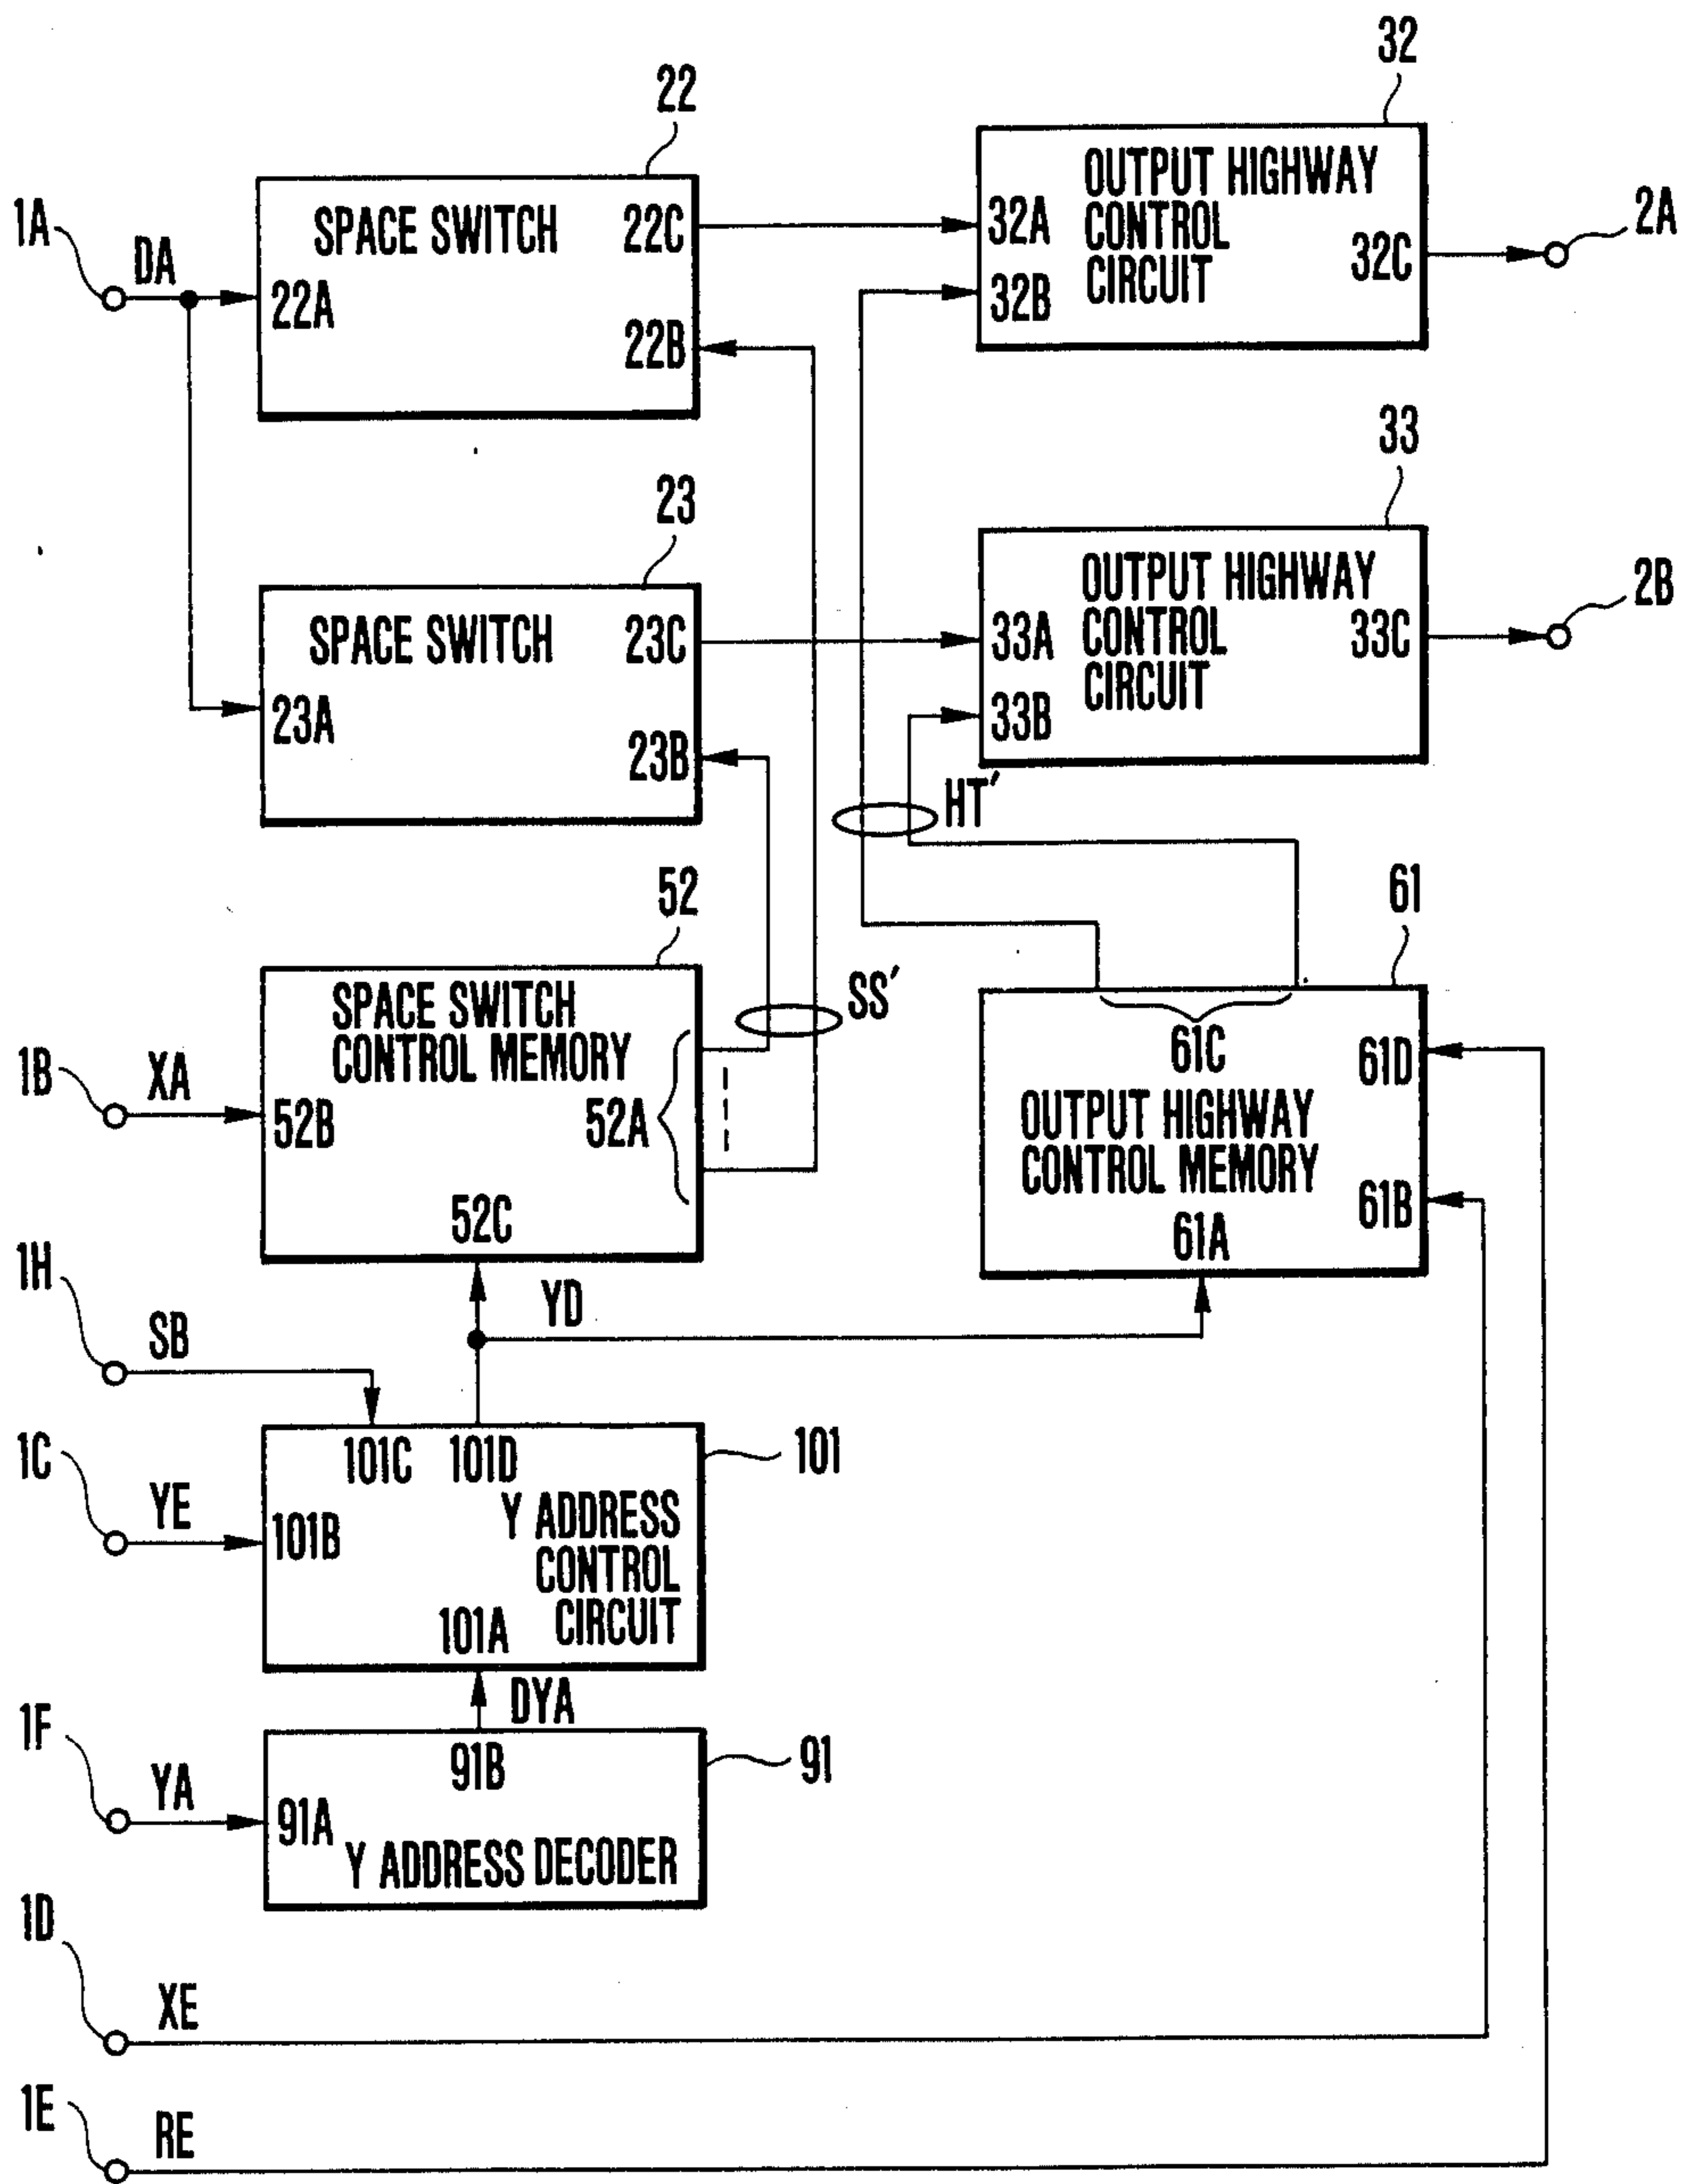 32
22
1A
DA
SPACE SWITCH
22C
22A
22B
OUTPUT HIGHWAY
CONTROL
CIRCUIT
32A
32B
32C
2A
33
23
SPACE SWITCH
23C
23A
23B
OUTPUT HIGHWAY
CONTROL
CIRCUIT
33A
33B
33C
2B
HT'
52
61
SPACE SWITCH
CONTROL MEMORY
SS'
1B
XA
52B
52A
52C
61C
61D
OUTPUT HIGHWAY
CONTROL MEMORY
61B
61A
1H
SB
YD
1C
YE
101C
101D
101
101B
Y ADDRESS
CONTROL
CIRCUIT
101A
DYA
1F
YA
91B
91
91A
Y ADDRESS DECODER
1D
XE
1E
RE